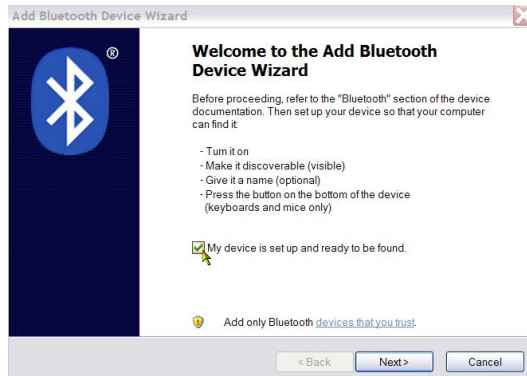 Add Bluetooth Device Wizard
®
Welcome to the Add Bluetooth
Device Wizard
Before proceeding, refer to the "Bluetooth" section of the device
documentation. Then set up your device so that your computer
can find it:
- Turn it on
- Make it discoverable (visible)
- Give it a name (optional)
- Press the button on the bottom of the device
(keyboards and mice only)
My device is set up and ready to be found.
Add only Bluetooth devices that you trust.
< Back Next > Cancel